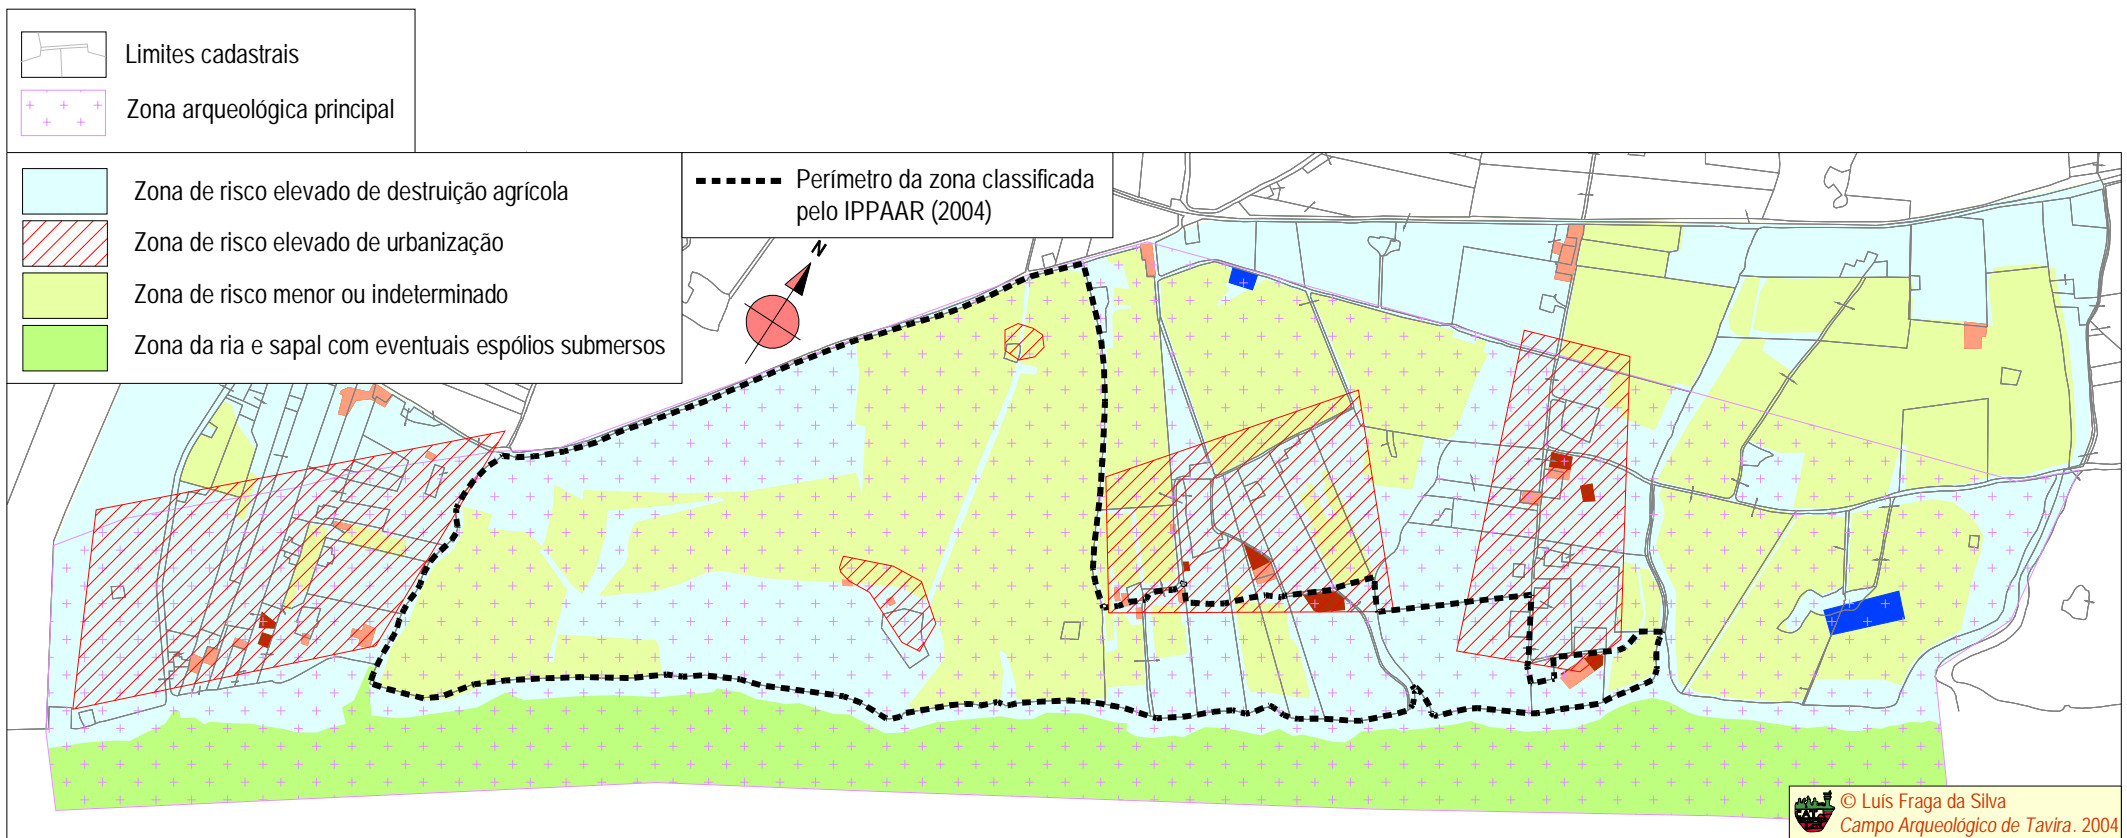 Limites cadastrais
Zona arqueológica principal
Zona de risco elevado de destruição agrícola
Zona de risco elevado de urbanização
Zona de risco menor ou indeterminado
Zona da ria e sapal com eventuais espólios submersos
Perímetro da zona classificada
pelo IPPAAR (2004)
N
© Luís Fraga da Silva
Campo Arqueológico de Tavira. 2004